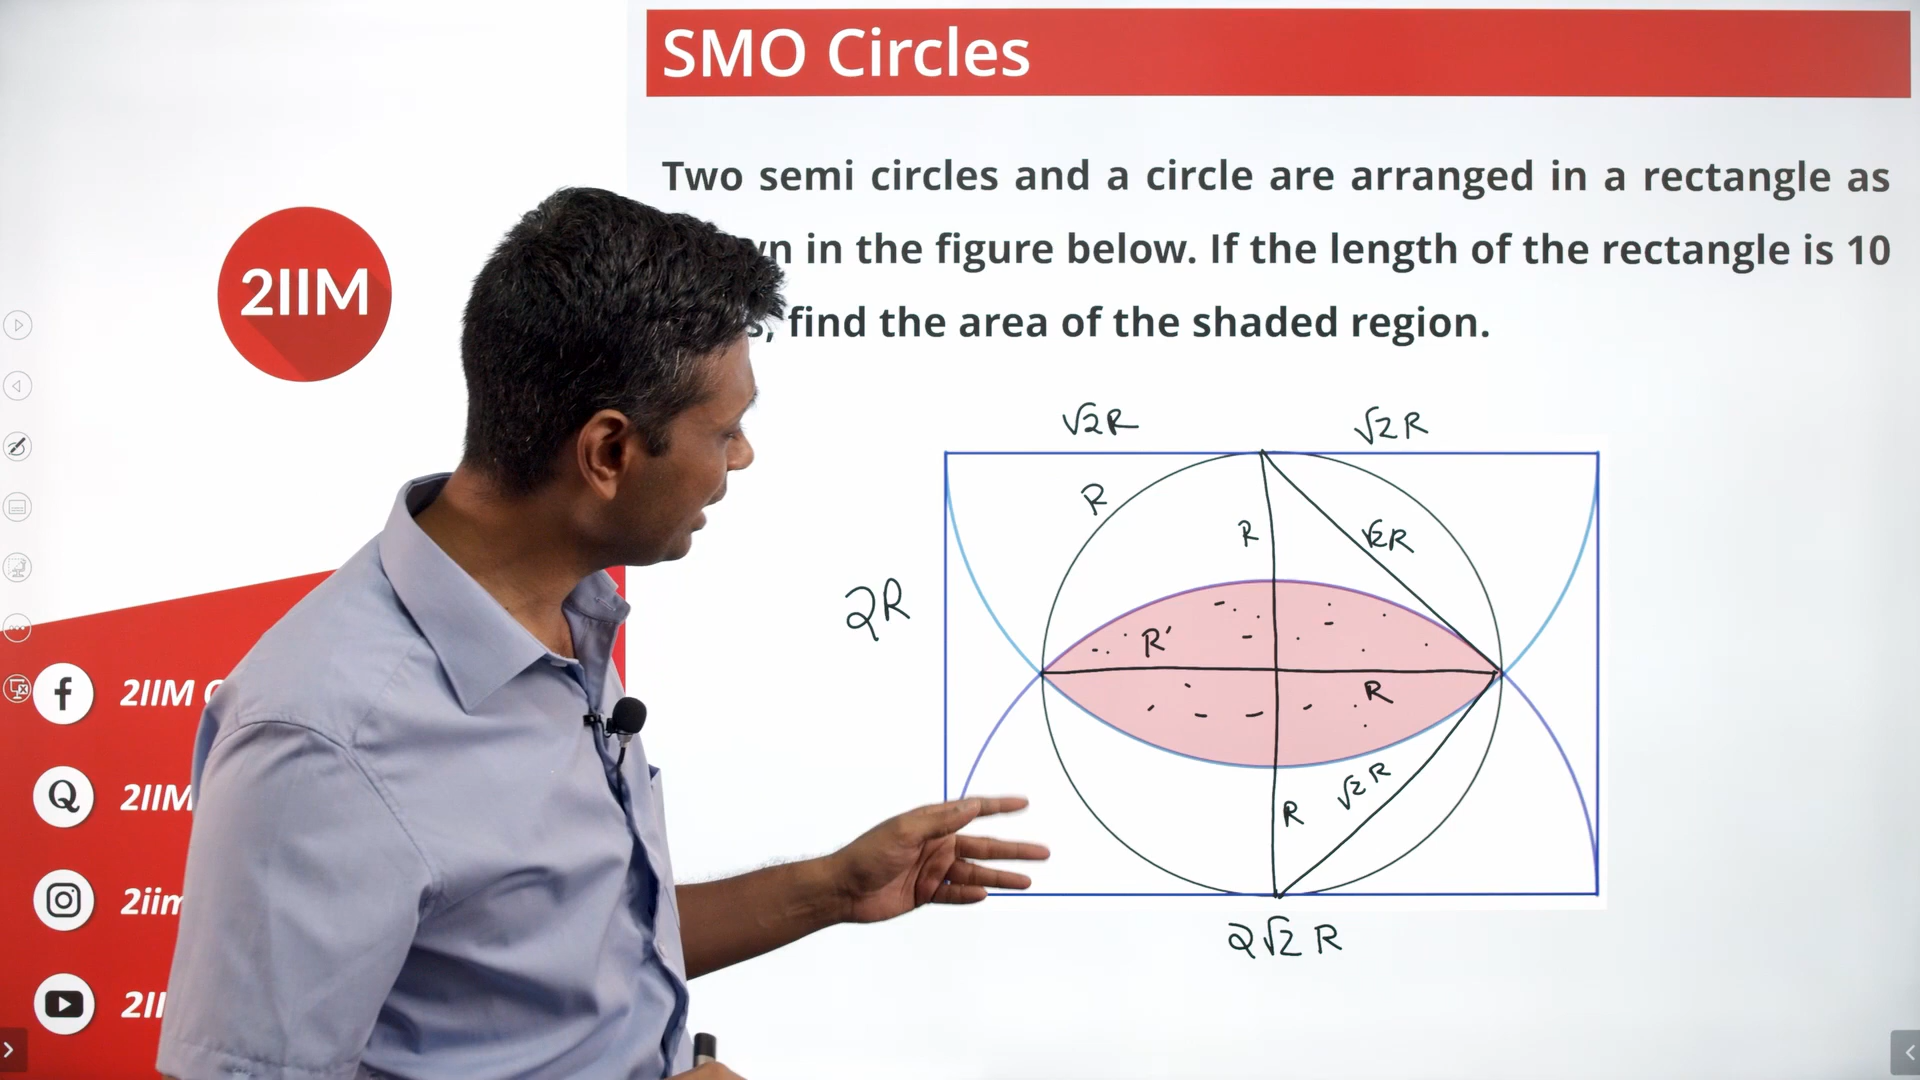 SMO Circles
Two semi circles and a circle are arranged in a rectangle as
in the figure below. If the length of the rectangle is 10
find the area of the shaded region.
2IIM
√2R
√2R
R
R
√2R
2R
R'
R
√2R
R
2√2 R
f
2IIM
Q
2IIM
2iim